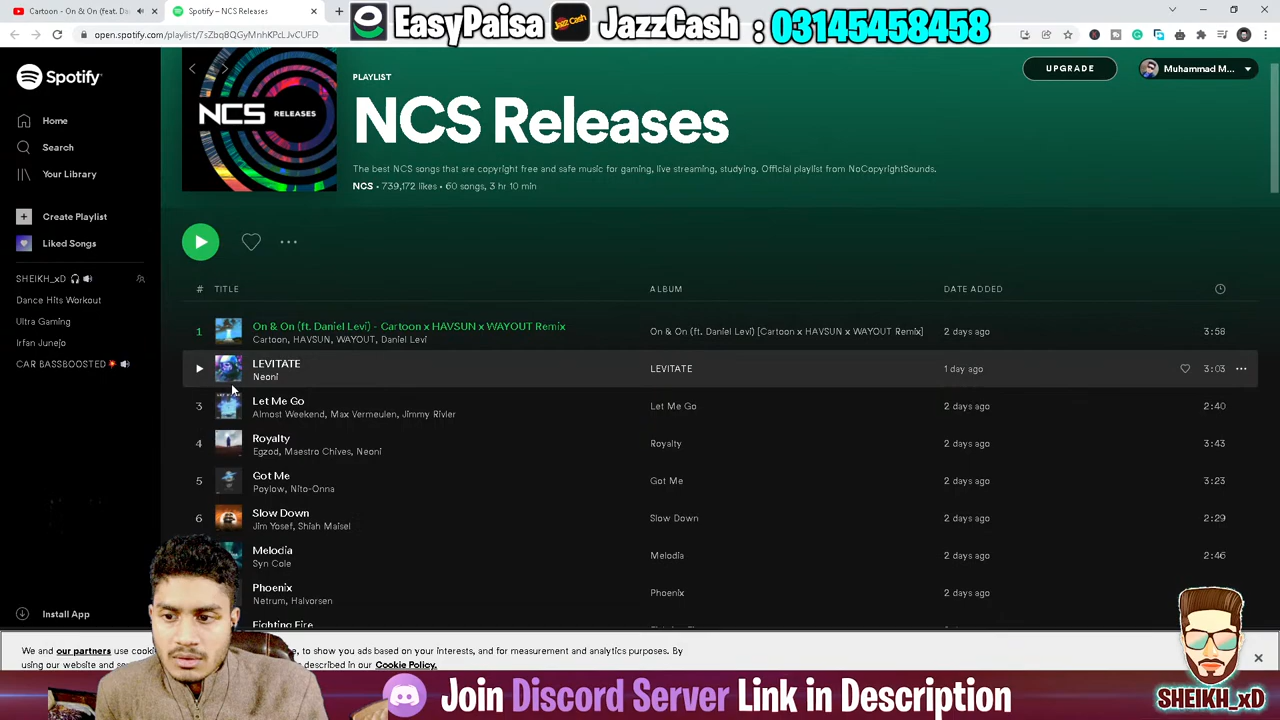 Cartoon - On & On (feat. Da
Spotify – NCS Releases
EasyPaisa JazzCash : 03145458458
open.spotify.com/playlist/7sZbq8QGyMnhKPcLJvCUFD
Spotify
Home
Search
Your Library
Create Playlist
Liked Songs
SHEIKH_xD
Dance Hits Workout
Ultra Gaming
Irfan Junejo
CAR BASSBOOSTED
Install App
NCS RELEASES
PLAYLIST
UPGRADE
Muhammad M...
NCS Releases
The best NCS songs that are copyright free and safe music for gaming, live streaming, studying. Official playlist from NoCopyrightSounds.
NCS • 739,172 likes • 60 songs, 3 hr 10 min
# TITLE ALBUM DATE ADDED
1 On & On (ft. Daniel Levi) - Cartoon x HAVSUN x WAYOUT Remix On & On (ft. Daniel Levi) [Cartoon x HAVSUN x WAYOUT Remix] 2 days ago 3:58
Cartoon, HAVSUN, WAYOUT, Daniel Levi
LEVITATE LEVITATE 1 day ago 3:03
Neoni
3 Let Me Go Let Me Go 2 days ago 2:40
Almost Weekend, Max Vermeulen, Jimmy Rivler
4 Royalty Royalty 2 days ago 3:43
Egzod, Maestro Chives, Neoni
5 Got Me Got Me 2 days ago 3:23
Poylow, Nito-Onna
6 Slow Down Slow Down 2 days ago 2:29
Jim Yosef, Shiah Maisel
Melodia Melodia 2 days ago 2:46
Syn Cole
Phoenix Phoenix 2 days ago 2:42
Netrum, Halvorsen
Fighting Fire
We and our partners use cook to show you ads based on your interests, and for measurement and analytics purposes. By
using our website and described in our Cookie Policy.
Join Discord Server Link in Description
SHEIKH_xD